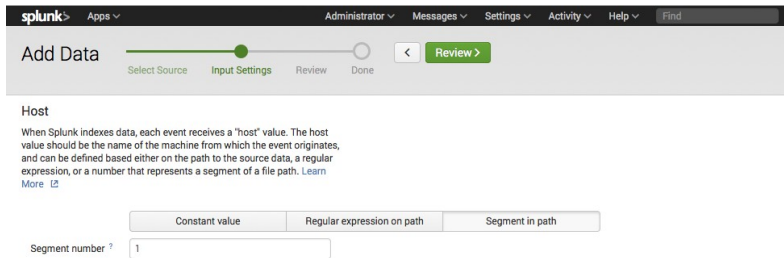 splunk> Apps Administrator Messages Settings Activity Help Find
Add Data < Review >
Select Source Input Settings Review Done
Host
When Splunk indexes data, each event receives a "host" value. The host
value should be the name of the machine from which the event originates,
and can be defined based either on the path to the source data, a regular
expression, or a number that represents a segment of a file path. Learn
More
Constant value Regular expression on path Segment in path
Segment number ? 1